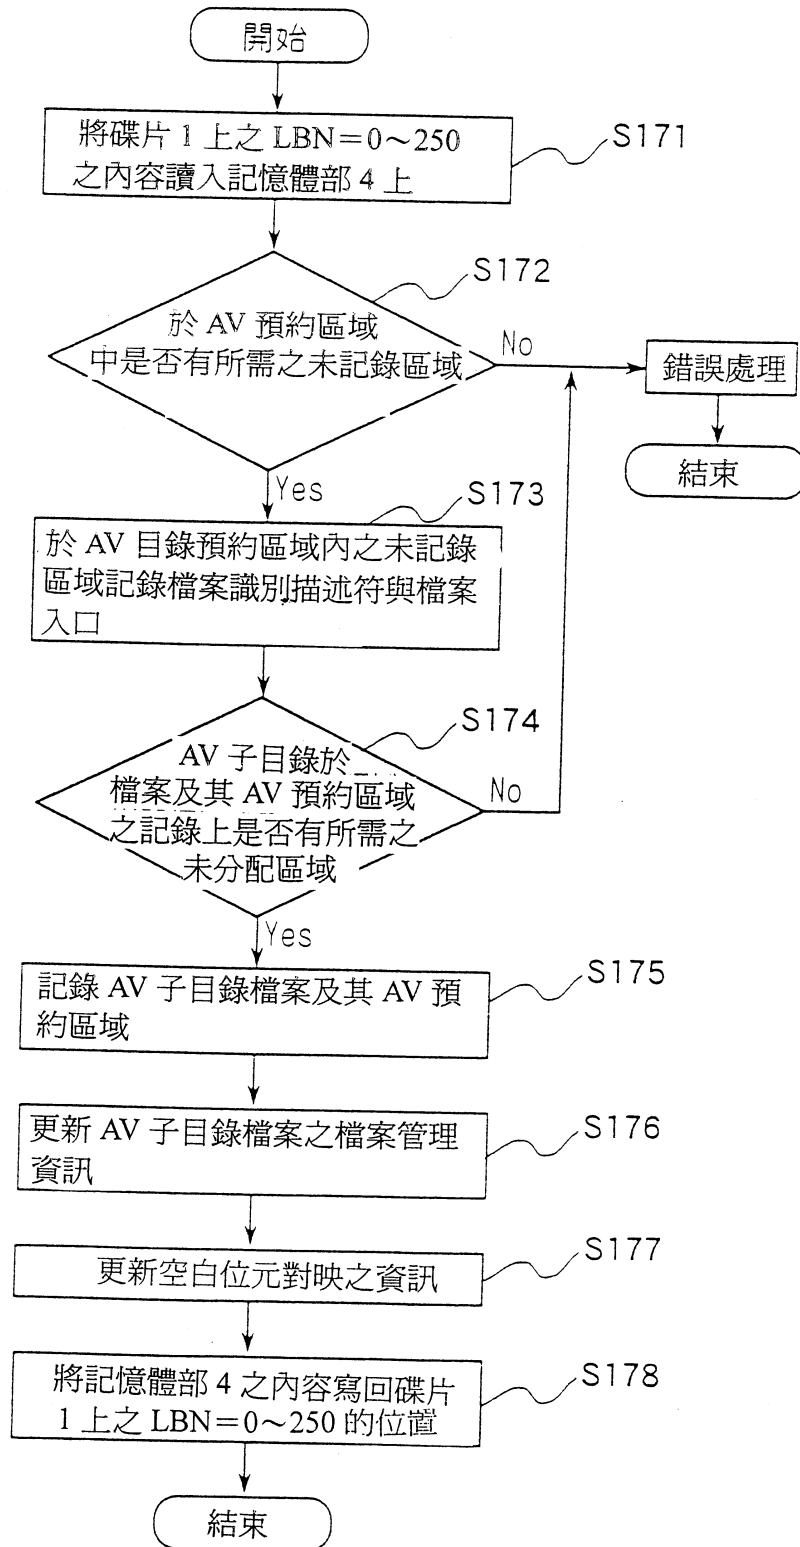 開始
將碟片 1 上之 LBN=0~250
之內容讀入記憶體部 4 上
S171
S172
於 AV 預約區域
中是否有所需之未記錄區域
No
錯誤處理
結束
Yes
S173
於 AV 目錄預約區域內之未記錄
區域記錄檔案識別描述符與檔案
入口
S174
AV 子目錄於
檔案及其 AV 預約區域
之記錄上是否有所需之
未分配區域
No
Yes
S175
記錄 AV 子目錄檔案及其 AV 預
約區域
S176
更新 AV 子目錄檔案之檔案管理
資訊
S177
更新空白位元對映之資訊
S178
將記憶體部 4 之內容寫回碟片
1 上之 LBN=0~250 的位置
結束